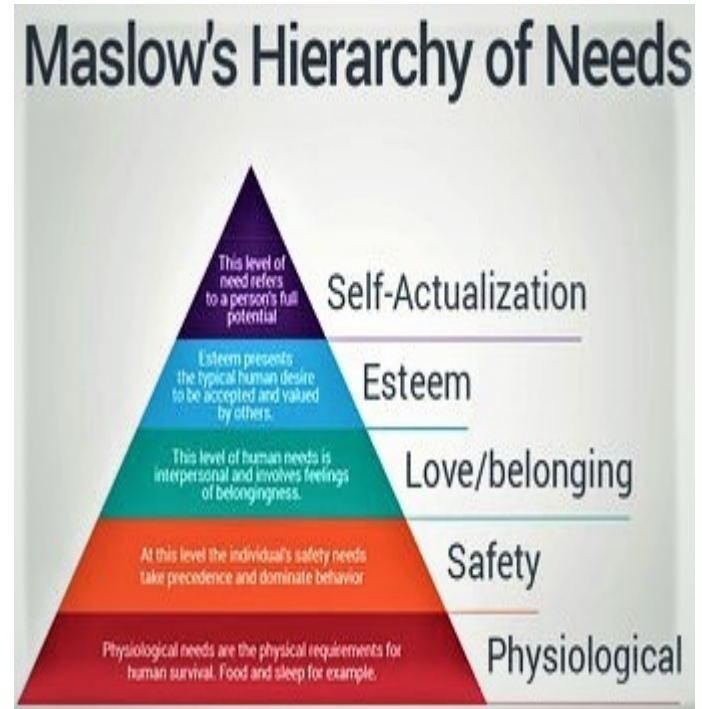 Maslow's Hierarchy of Needs
This level of
need refers
to a person's full
potential
Self-Actualization
Esteem presents
the typical human desire
to be accepted and valued
by others.
Esteem
This level of human needs is
interpersonal and involves feelings
of belongingness.
Love/belonging
At this level the individual's safety needs
take precedence and dominate behavior
Safety
Physiological needs are the physical requirements for
human survival. Food and sleep for example.
Physiological